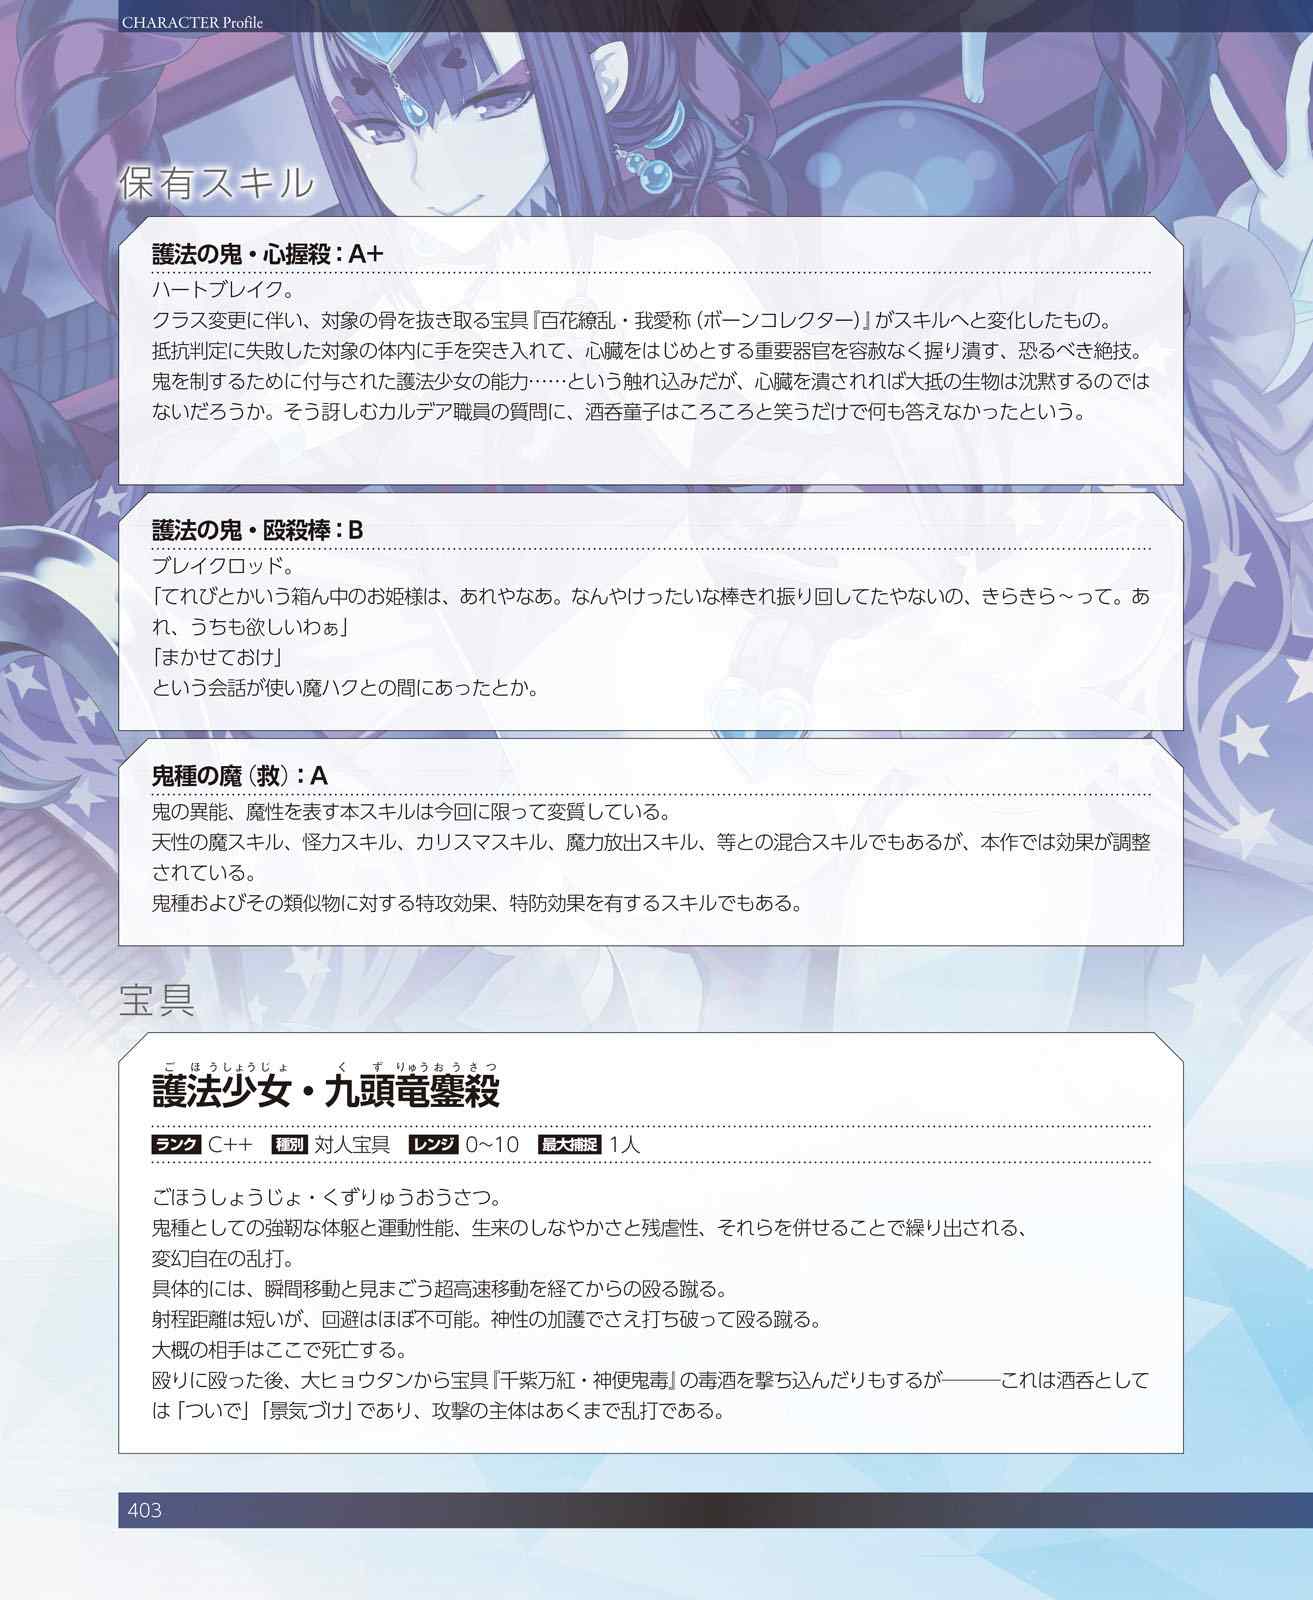 CHARACTER Profile
保有スキル
護法の鬼・心握殺：A+
ハートブレイク。
クラス変更に伴い、対象の骨を抜き取る宝具『百花繚乱・我愛称（ボーンコレクター）』がスキルへと変化したもの。
抵抗判定に失敗した対象の体内に手を突き入れて、心臓をはじめとする重要器官を容赦なく握り潰す、恐るべき絶技。
鬼を制するために付与された護法少女の能力……という触れ込みだが、心臓を潰されれば大抵の生物は沈黙するのでは
ないだろうか。そう訝しむカルデア職員の質問に、酒呑童子はころころと笑うだけで何も答えなかったという。
護法の鬼・殴殺棒：B
ブレイクロッド。
「てれびとかいう箱ん中のお姫様は、あれやなあ。なんやけったいな棒きれ振り回してたやないの、きらきら～って。あ
れ、うちも欲しいわぁ」
「まかせておけ」
という会話が使い魔ハクとの間にあったとか。
鬼種の魔（救）：A
鬼の異能、魔性を表す本スキルは今回に限って変質している。
天性の魔スキル、怪力スキル、カリスマスキル、魔力放出スキル、等との混合スキルでもあるが、本作では効果が調整
されている。
鬼種およびその類似物に対する特攻効果、特防効果を有するスキルでもある。
宝具
ごほうしょうじょ くずりゅうおうさつ
護法少女・九頭竜鏖殺
ランク C++ 種別 対人宝具 レンジ 0～10 最大捕捉 1人
ごほうしょうじょ・くずりゅうおうさつ。
鬼種としての強靭な体躯と運動性能、生来のしなやかさと残虐性、それらを併せることで繰り出される、
変幻自在の乱打。
具体的には、瞬間移動と見まごう超高速移動を経てからの殴る蹴る。
射程距離は短いが、回避はほぼ不可能。神性の加護でさえ打ち破って殴る蹴る。
大概の相手はここで死亡する。
殴りに殴った後、大ヒョウタンから宝具『千紫万紅・神便鬼毒』の毒酒を撃ち込んだりもするが―――これは酒呑として
は「ついで」「景気づけ」であり、攻撃の主体はあくまで乱打である。
403